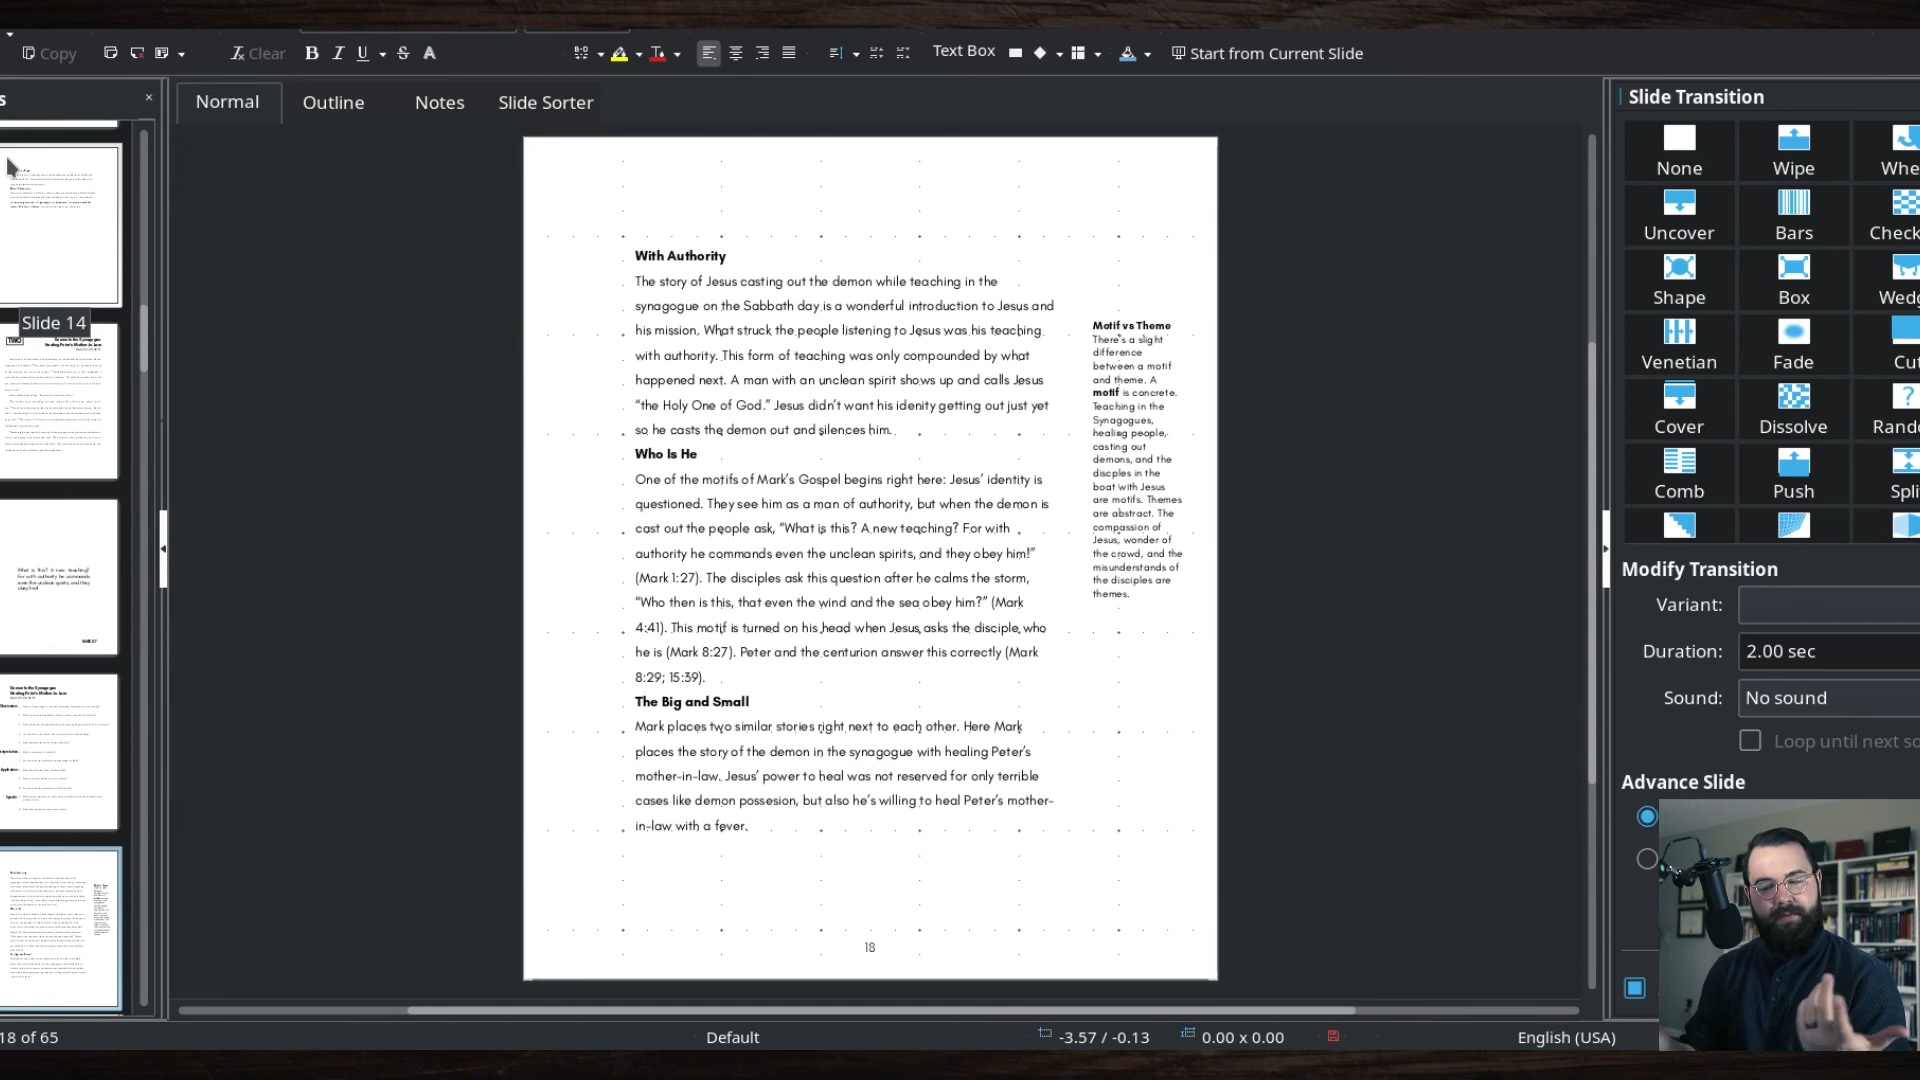 Copy
Clear
Text Box
Start from Current Slide
Normal
Outline
Notes
Slide Sorter
Slide 14
TWO
18 of 65
With Authority
The story of Jesus casting out the demon while teaching in the
synagogue on the Sabbath day is a wonderful introduction to Jesus and
his mission. What struck the people listening to Jesus was his teaching
with authority. This form of teaching was only compounded by what
happened next. A man with an unclean spirit shows up and calls Jesus
“the Holy One of God.” Jesus didn’t want his idenity getting out just yet
so he casts the demon out and silences him.
Who Is He
One of the motifs of Mark’s Gospel begins right here: Jesus’ identity is
questioned. They see him as a man of authority, but when the demon is
cast out the people ask, “What is this? A new teaching? For with
authority he commands even the unclean spirits, and they obey him!”
(Mark 1:27). The disciples ask this question after he calms the storm,
“Who then is this, that even the wind and the sea obey him?” (Mark
4:41). This motif is turned on his head when Jesus asks the disciple who
he is (Mark 8:27). Peter and the centurion answer this correctly (Mark
8:29; 15:39).
The Big and Small
Mark places two similar stories right next to each other. Here Mark
places the story of the demon in the synagogue with healing Peter’s
mother-in-law. Jesus’ power to heal was not reserved for only terrible
cases like demon possesion, but also he’s willing to heal Peter’s mother-
in-law with a fever.
18
Motif vs Theme
There’s a slight
difference
between a motif
and theme. A
motif is concrete.
Teaching in the
Synagogues,
healing people,
casting out
demons, and the
discples in the
boat with Jesus
are motifs. Themes
are abstract. The
compassion of
Jesus, wonder of
the crowd, and the
misunderstands of
the disciples are
themes.
Slide Transition
None
Wipe
Whe
Uncover
Bars
Check
Shape
Box
Wedg
Venetian
Fade
Cut
Cover
Dissolve
Rando
Comb
Push
Spli
Modify Transition
Variant:
Duration:
2.00 sec
Sound:
No sound
Loop until next so
Advance Slide
Default
-3.57 / -0.13
0.00 x 0.00
English (USA)